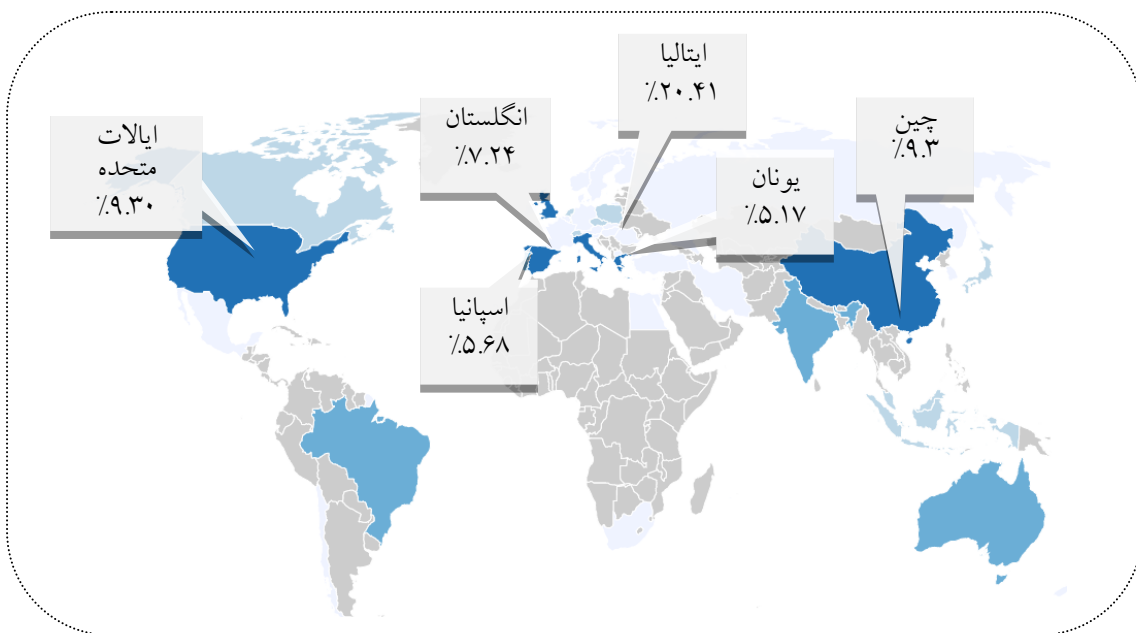 ایتالیا
٪۲۰.۴۱
انگلستان
٪۷.۲۴
چین
٪۹.۳
ایالات
متحده
٪۹.۳۰
یونان
٪۵.۱۷
اسپانیا
٪۵.۶۸